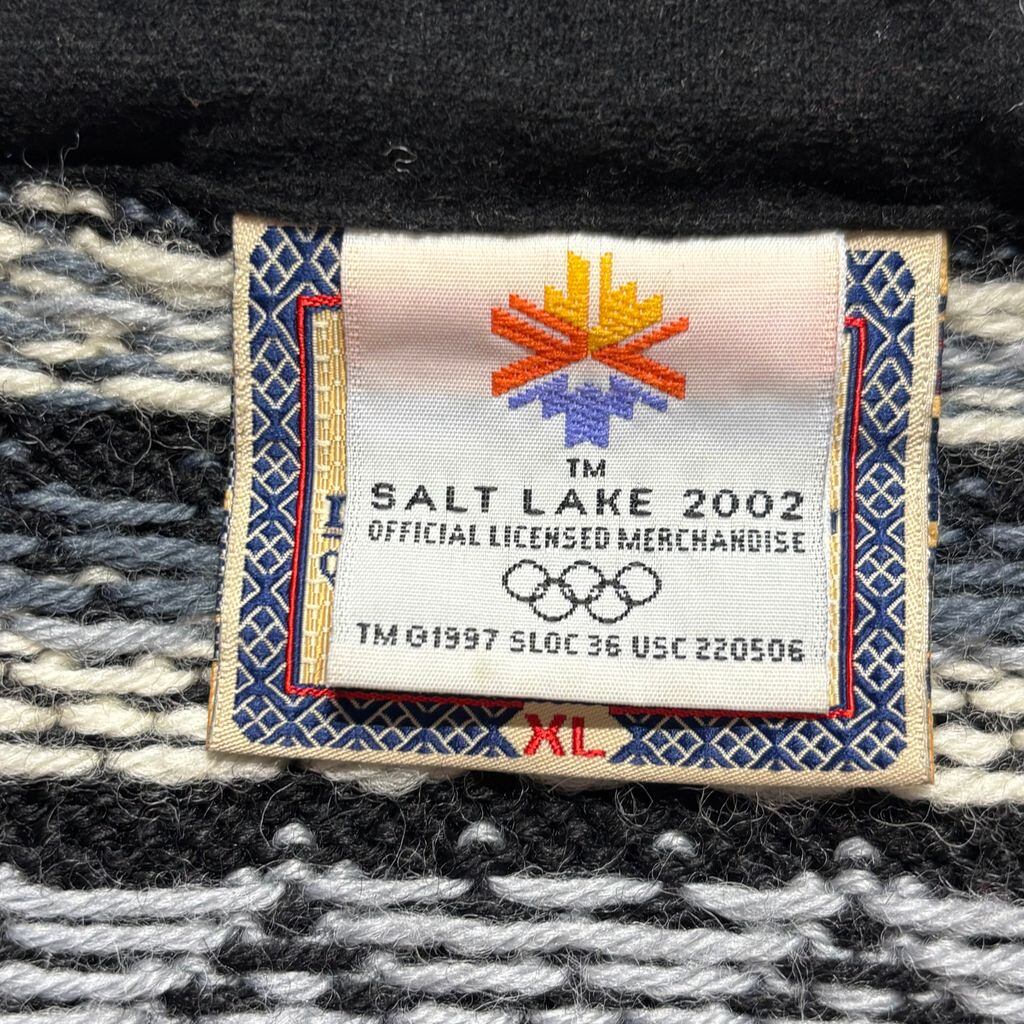 TM
SALT LAKE 2002
OFFICIAL LICENSED MERCHANDISE
TM ©1997 SLOC 36 USC 220506
XL